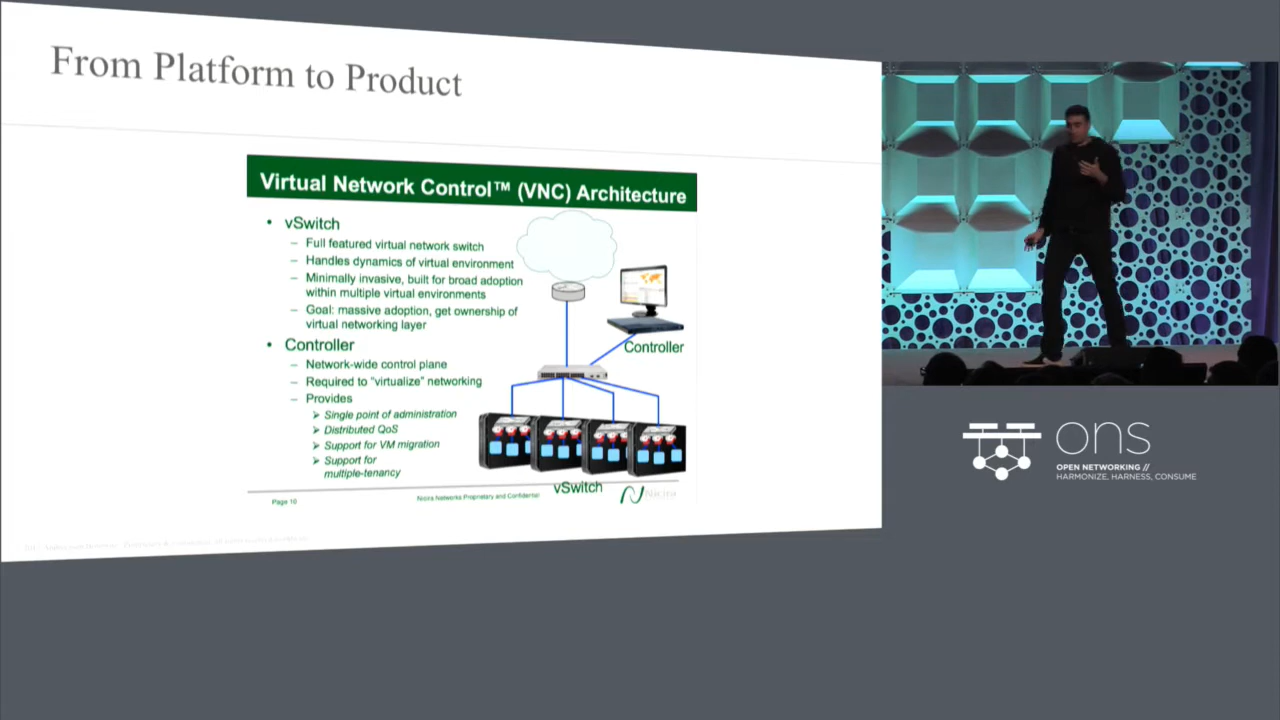 From Platform to Product
Virtual Network Control™ (VNC) Architecture
• vSwitch
– Full featured virtual network switch
– Handles dynamics of virtual environment
– Minimally invasive, built for broad adoption
within multiple virtual environments
– Goal: massive adoption, get ownership of
virtual networking layer
• Controller
– Network-wide control plane
– Required to "virtualize" networking
– Provides
➢ Single point of administration
➢ Distributed QoS
➢ Support for VM migration
➢ Support for
multiple-tenancy
Controller
vSwitch
Page 10
Nicira Networks Proprietary and Confidential
Nicira
ons
OPEN NETWORKING //
HARMONIZE, HARNESS, CONSUME